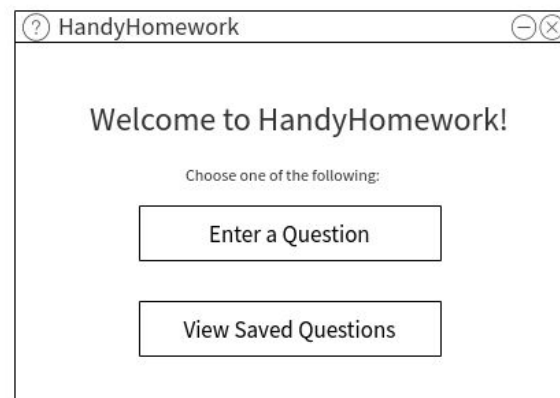 ? HandyHomework
Welcome to HandyHomework!
Choose one of the following:
Enter a Question
View Saved Questions